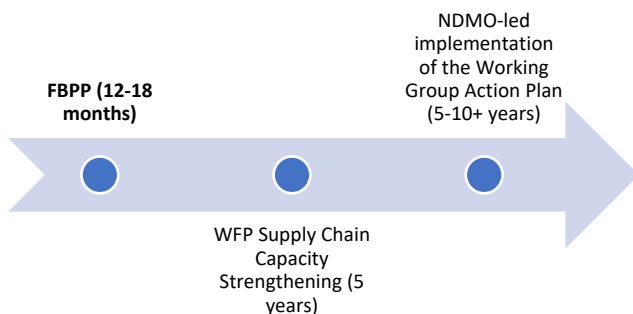 FBPP (12-18
months)
WFP Supply Chain
Capacity
Strengthening (5
years)
NDMO-led
implementation
of the Working
Group Action Plan
(5-10+ years)